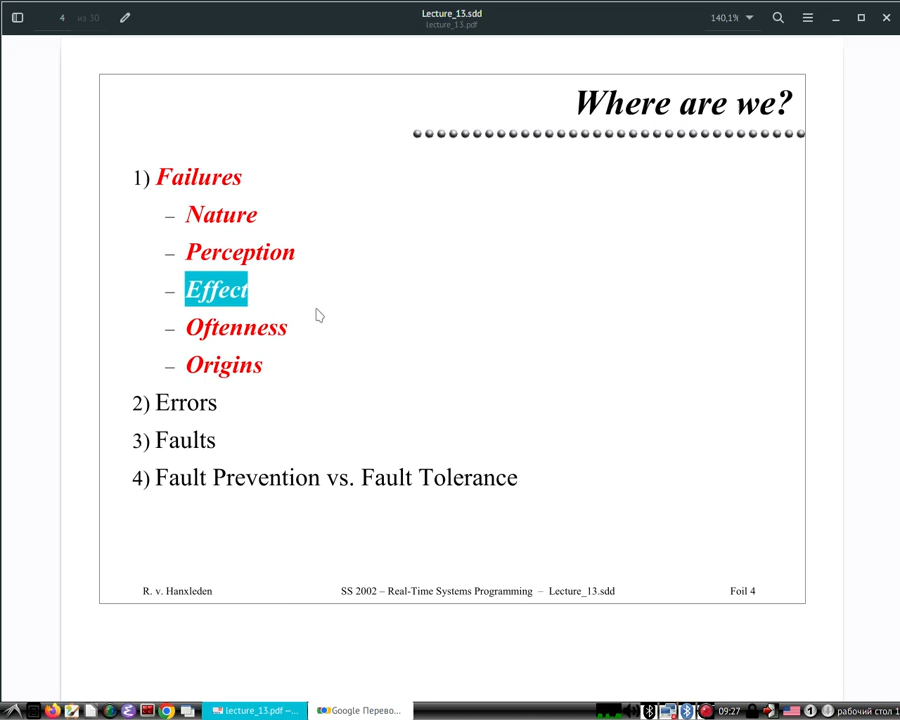 4 из 30
Lecture_13.sdd
lecture_13.pdf
140,1%
Where are we?
1) Failures
– Nature
– Perception
– Effect
– Oftenness
– Origins
2) Errors
3) Faults
4) Fault Prevention vs. Fault Tolerance
R. v. Hanxleden
SS 2002 – Real-Time Systems Programming – Lecture_13.sdd
Foil 4
lecture_13.pdf —...
Google Перево...
09:27
1
рабочий стол 1